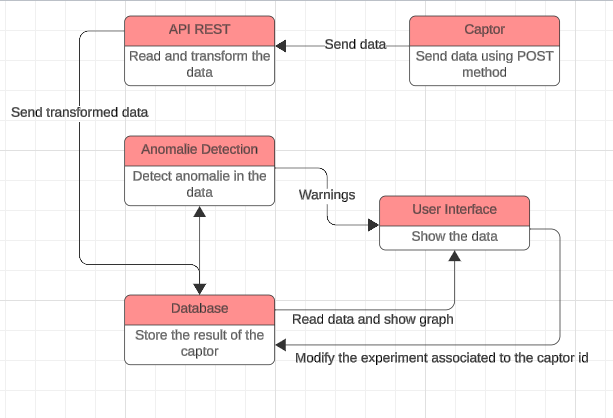 API REST
Read and transform the
data
Send data
Captor
Send data using POST
method
Send transformed data
Anomalie Detection
Detect anomalie in the
data
Warnings
User Interface
Show the data
Database
Store the result of the
captor
Read data and show graph
Modify the experiment associated to the captor id